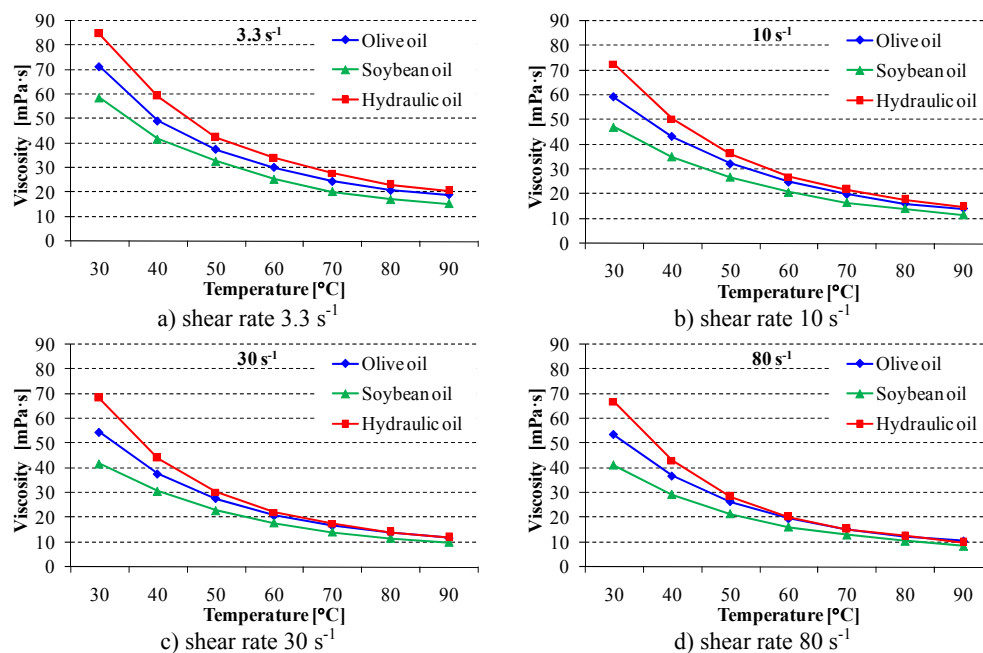 3.3 s⁻¹
Olive oil
Soybean oil
Hydraulic oil
Viscosity [mPa·s]
90
80
70
60
50
40
30
20
10
0
30 40 50 60 70 80 90
Temperature [°C]
a) shear rate 3.3 s⁻¹
10 s⁻¹
Olive oil
Soybean oil
Hydraulic oil
Viscosity [mPa·s]
90
80
70
60
50
40
30
20
10
0
30 40 50 60 70 80 90
Temperature [°C]
b) shear rate 10 s⁻¹
30 s⁻¹
Olive oil
Soybean oil
Hydraulic oil
Viscosity [mPa·s]
90
80
70
60
50
40
30
20
10
0
30 40 50 60 70 80 90
Temperature [°C]
c) shear rate 30 s⁻¹
80 s⁻¹
Olive oil
Soybean oil
Hydraulic oil
Viscosity [mPa·s]
90
80
70
60
50
40
30
20
10
0
30 40 50 60 70 80 90
Temperature [°C]
d) shear rate 80 s⁻¹